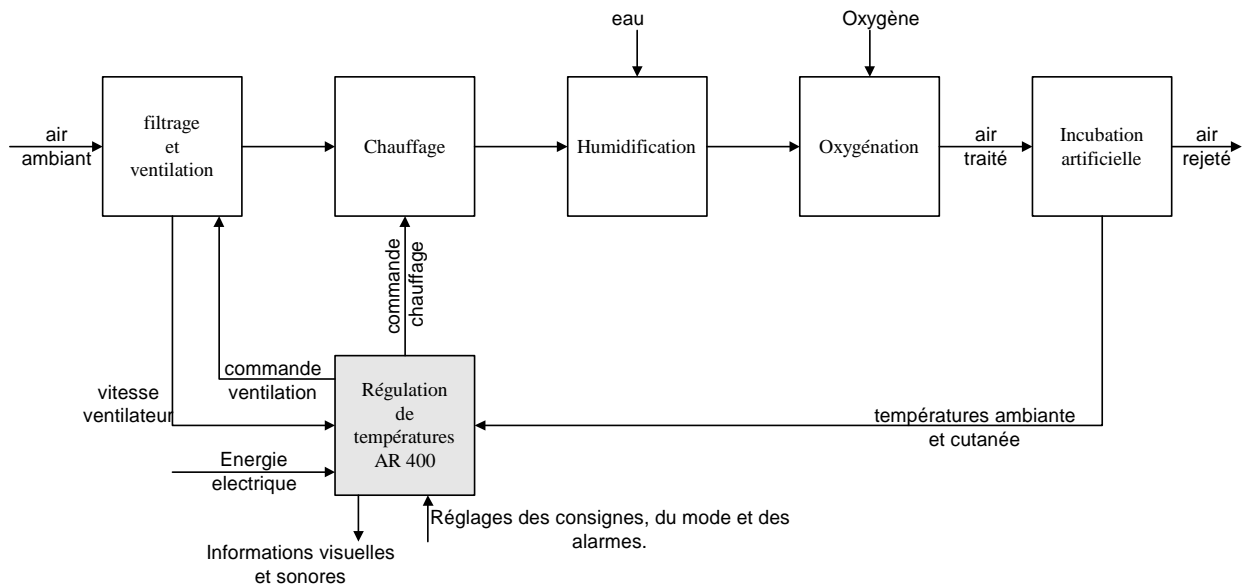 eau
Oxygène
air
ambiant
filtrage
et
ventilation
Chauffage
Humidification
Oxygénation
air
traité
Incubation
artificielle
air
rejeté
commande
chauffage
commande
ventilation
vitesse
ventilateur
Régulation
de
températures
AR 400
températures ambiante
et cutanée
Energie
electrique
Réglages des consignes, du mode et des
alarmes.
Informations visuelles
et sonores